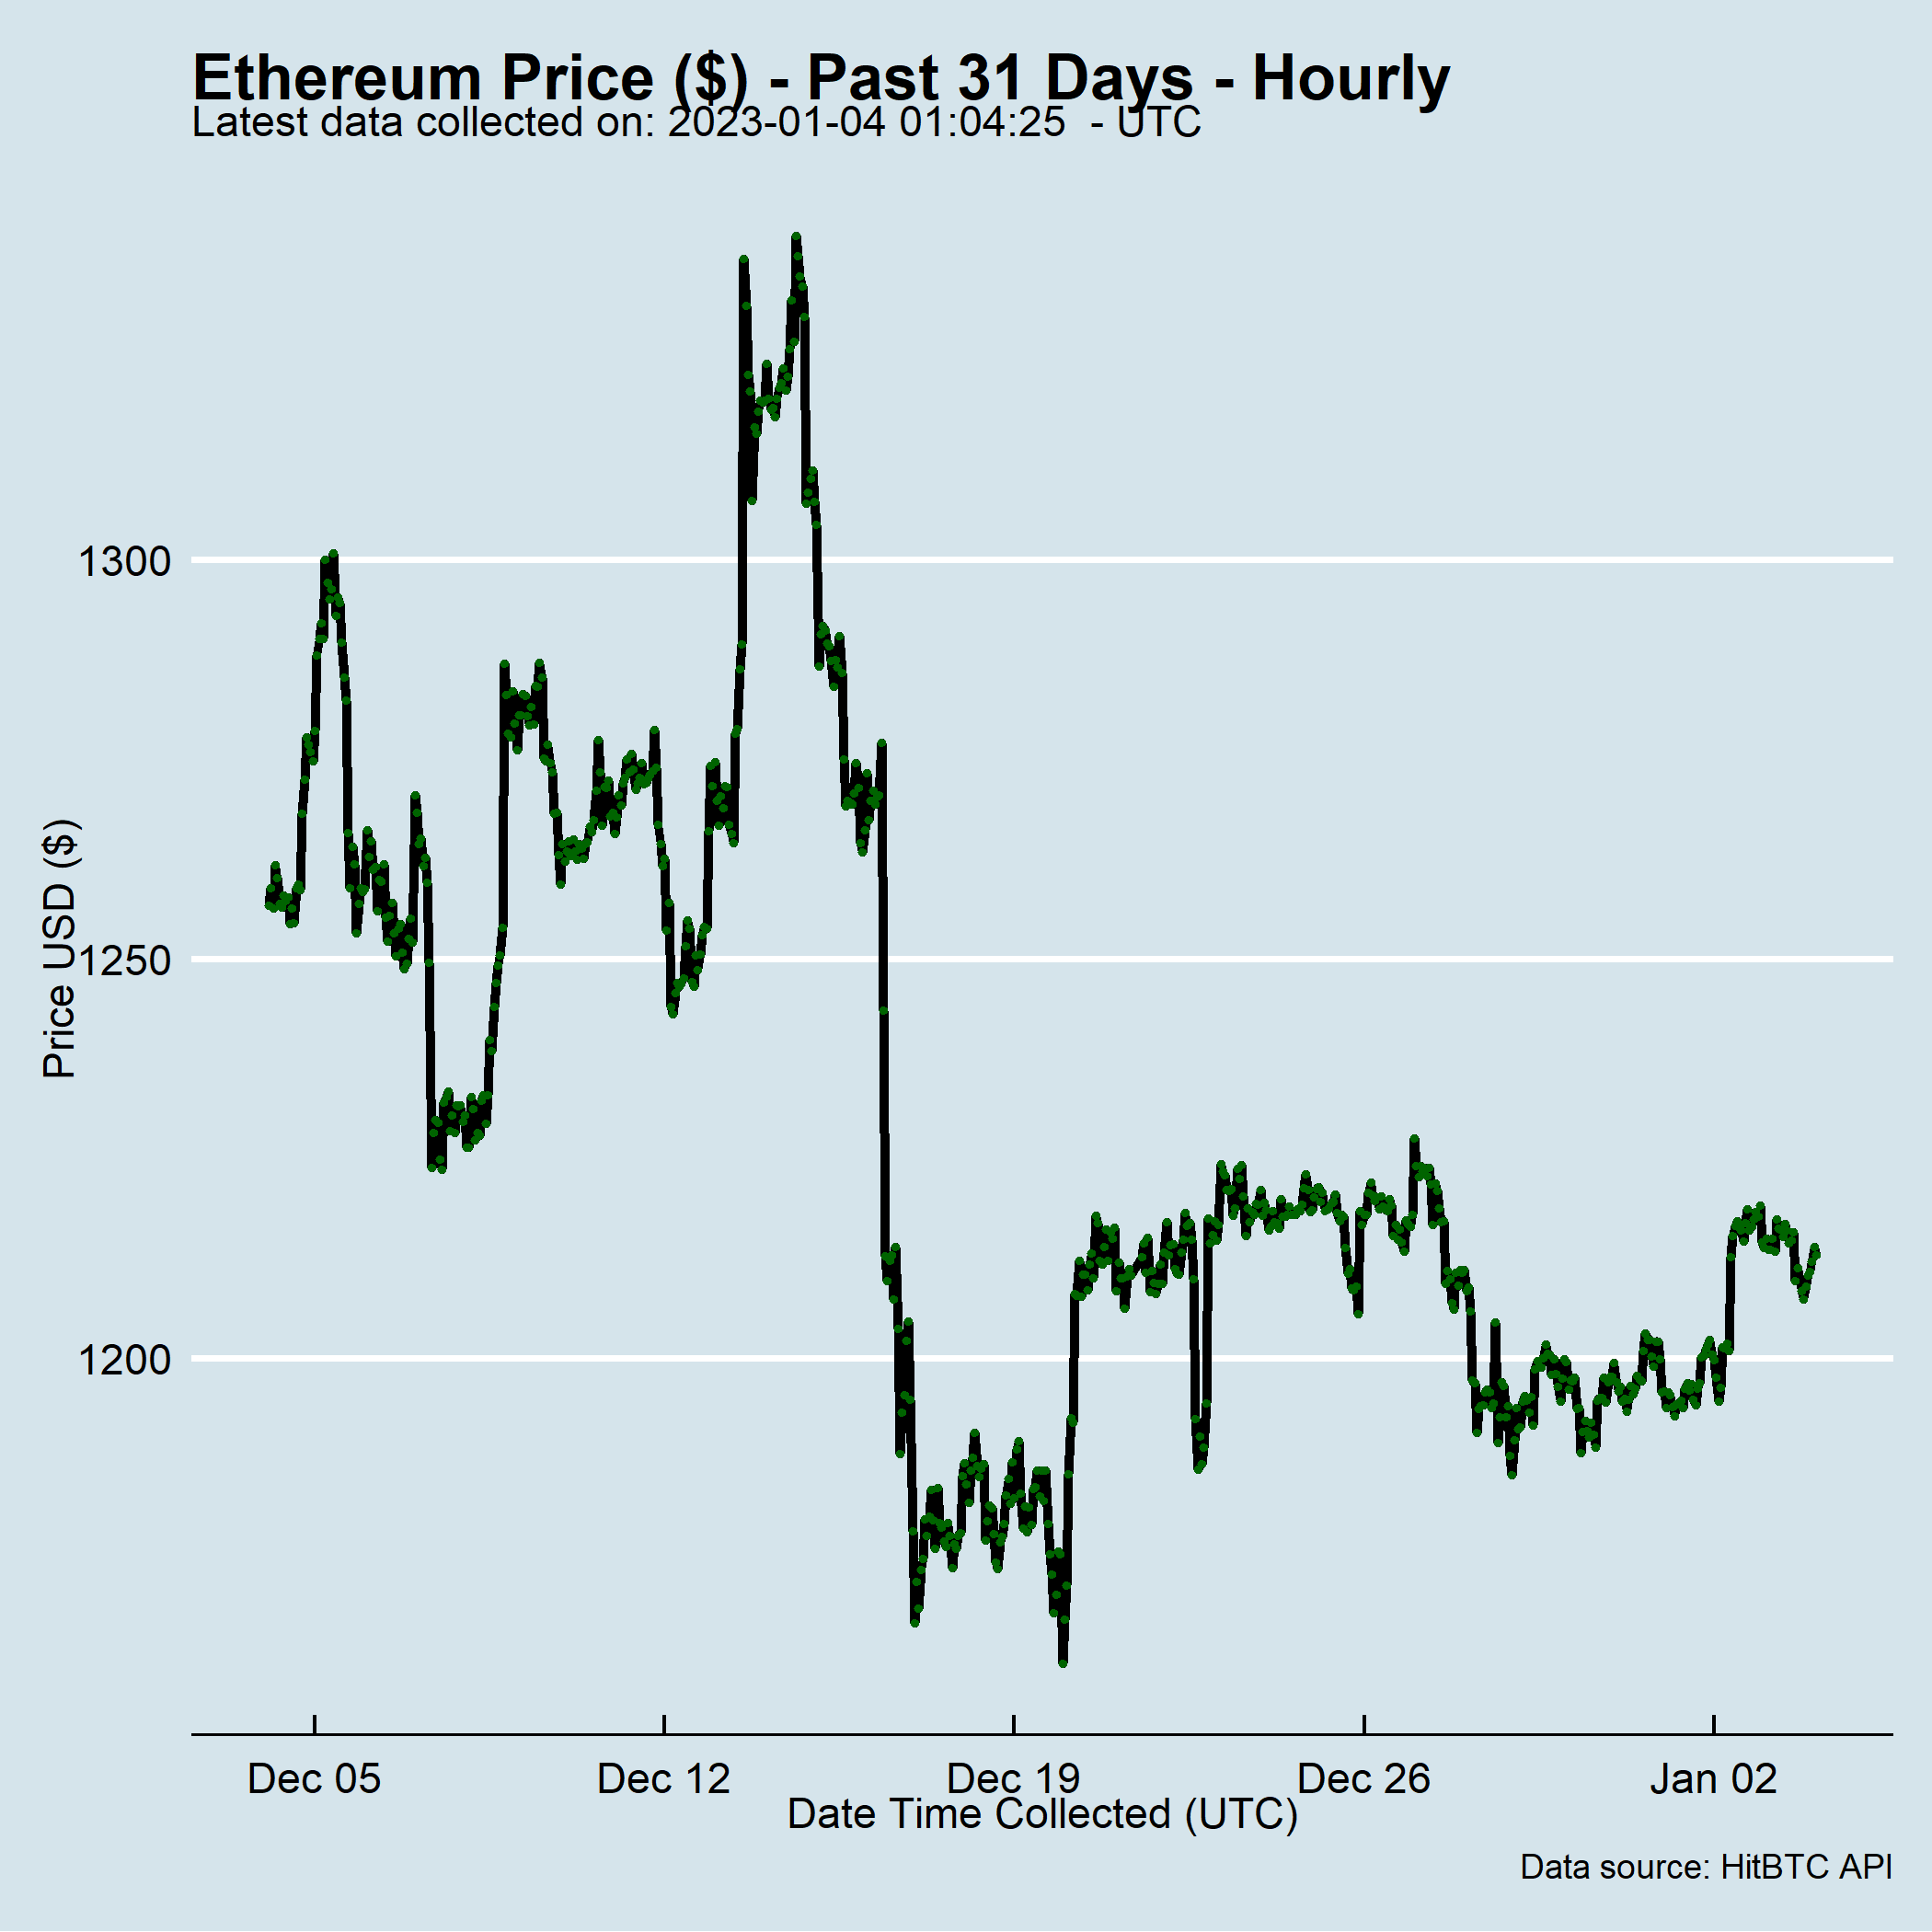 Ethereum Price ($) - Past 31 Days - Hourly
Latest data collected on: 2023-01-04 01:04:25  - UTC
Price USD ($)
1300
1250
1200
Dec 05
Dec 12
Dec 19
Dec 26
Jan 02
Date Time Collected (UTC)
Data source: HitBTC API